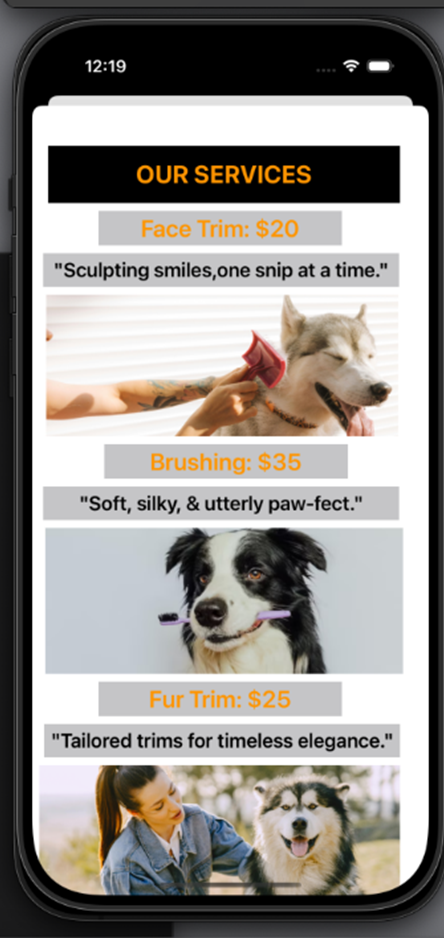 12:19
OUR SERVICES
Face Trim: $20
"Sculpting smiles,one snip at a time."
Brushing: $35
"Soft, silky, & utterly paw-fect."
Fur Trim: $25
"Tailored trims for timeless elegance."